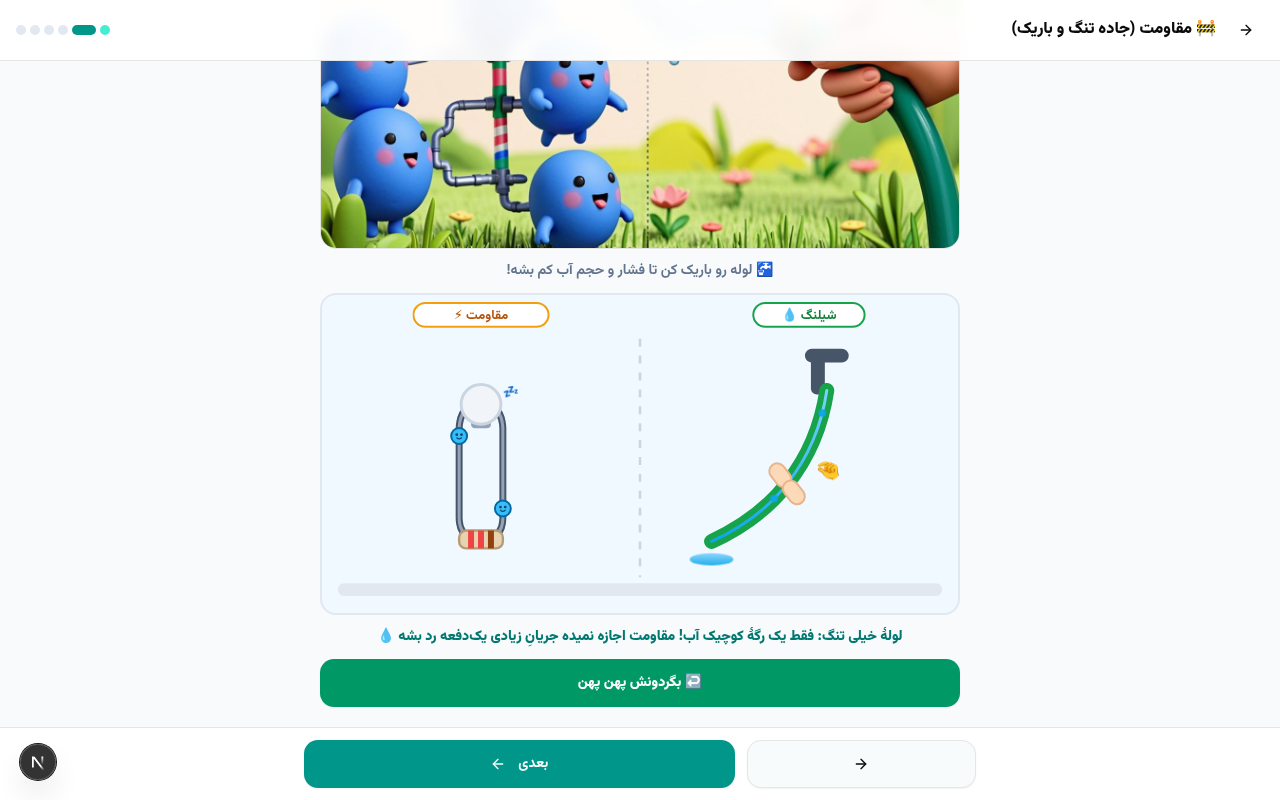 🚧 مقاومت (جاده تنگ و باریک)
🚰 لوله رو باریک کن تا فشار و حجم آب کم بشه!
شیلنگ 💧
مقاومت ⚡
💤
لولهٔ خیلی تنگ: فقط یک رگهٔ کوچیک آب! مقاومت اجازه نمیده جریانِ زیادی یک‌دفعه رد بشه 💧
↩️ بگردونش پهن پهن
بعدی
N